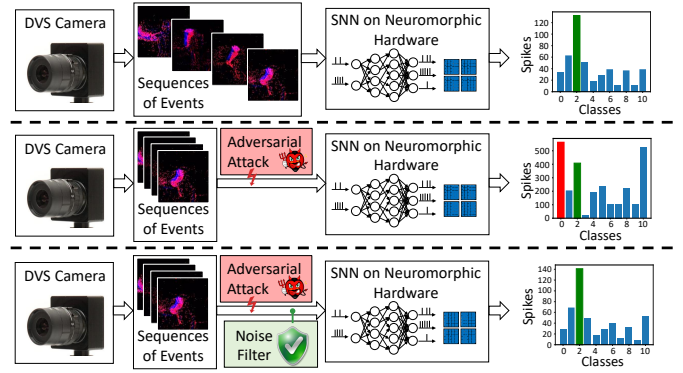 DVS Camera
Sequences
of Events
SNN on Neuromorphic
Hardware
Spikes
120
100
80
60
40
20
0
0 2 4 6 8 10
Classes
DVS Camera
Sequences
of Events
Adversarial
Attack
SNN on Neuromorphic
Hardware
Spikes
500
400
300
200
100
0
0 2 4 6 8 10
Classes
DVS Camera
Sequences
of Events
Adversarial
Attack
Noise
Filter
SNN on Neuromorphic
Hardware
Spikes
140
120
100
80
60
40
20
0
0 2 4 6 8 10
Classes